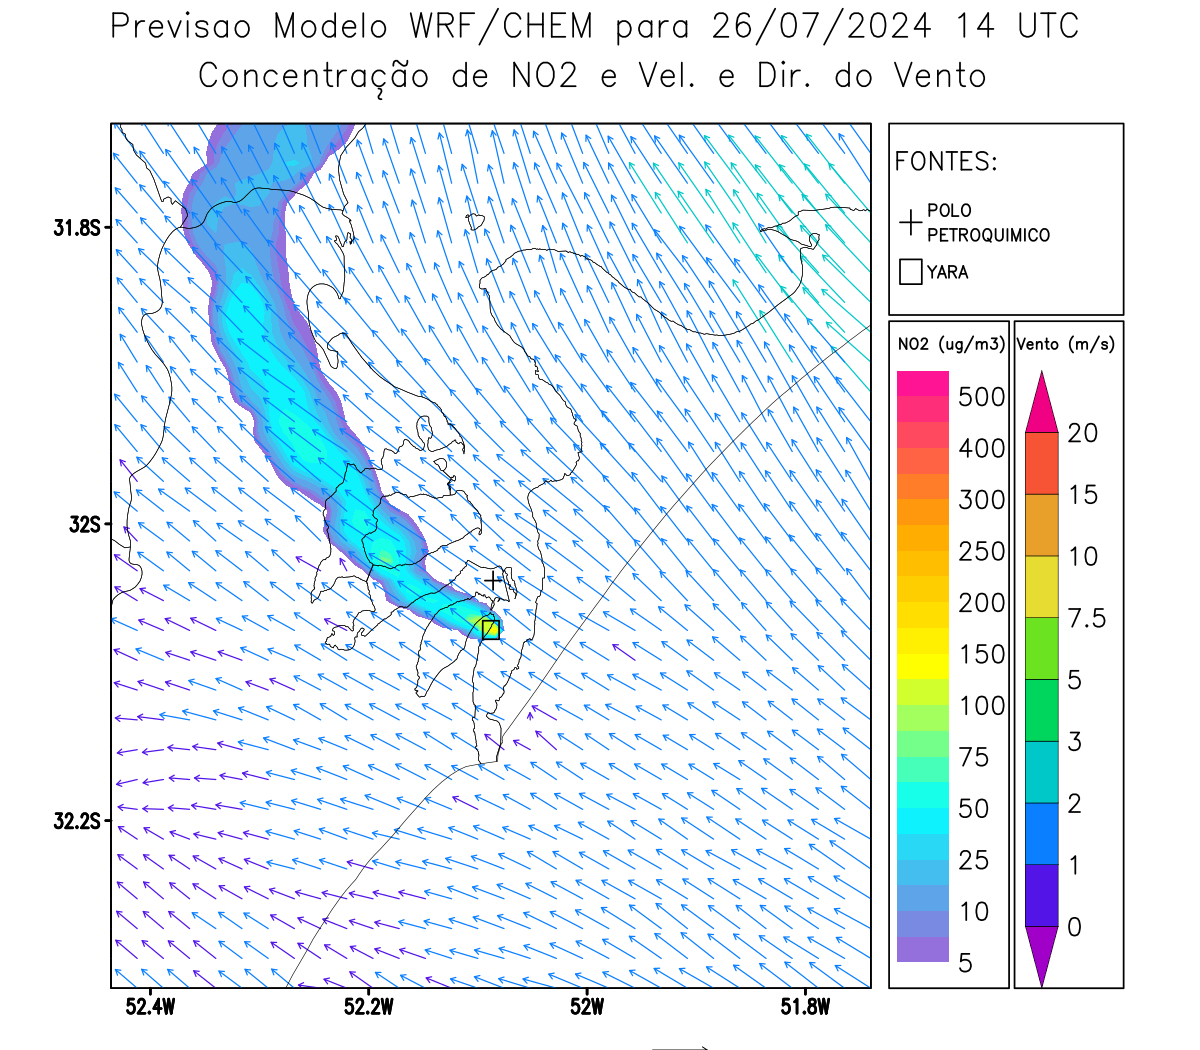 Previsao Modelo WRF/CHEM para 26/07/2024 14 UTC
Concentração de NO2 e Vel. e Dir. do Vento
FONTES:
POLO
PETROQUIMICO
YARA
NO2 (ug/m3)
500
400
300
250
200
150
100
75
50
25
10
5
Vento (m/s)
20
15
10
7.5
5
3
2
1
0
31.8S
32S
32.2S
52.4W
52.2W
52W
51.8W